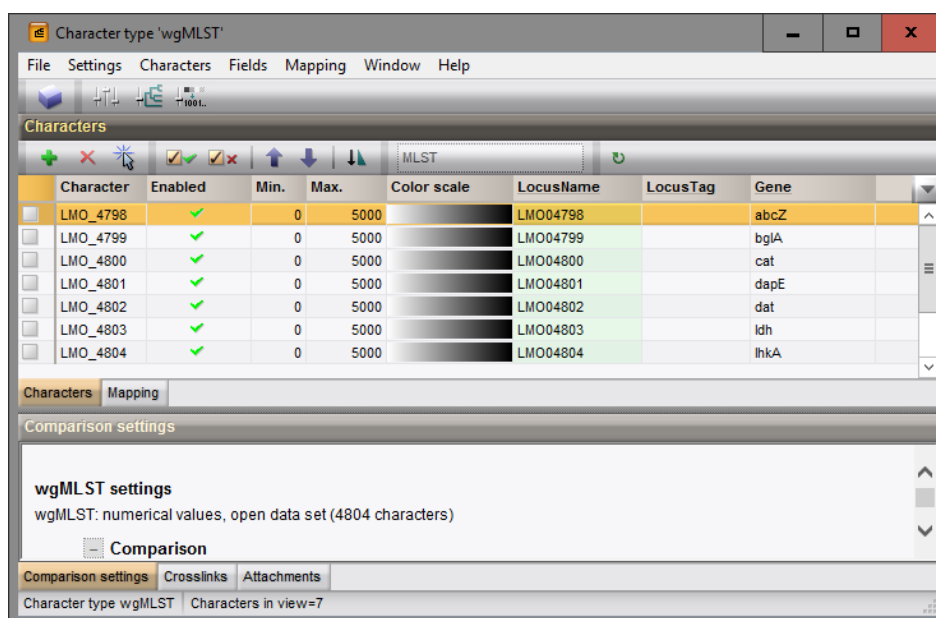 Character type 'wgMLST'
File Settings Characters Fields Mapping Window Help
1001..
Characters
MLST
Character Enabled Min. Max. Color scale LocusName LocusTag Gene
LMO_4798 0 5000 LMO04798 abcZ
LMO_4799 0 5000 LMO04799 bglA
LMO_4800 0 5000 LMO04800 cat
LMO_4801 0 5000 LMO04801 dapE
LMO_4802 0 5000 LMO04802 dat
LMO_4803 0 5000 LMO04803 ldh
LMO_4804 0 5000 LMO04804 lhkA
Characters Mapping
Comparison settings
wgMLST settings
wgMLST: numerical values, open data set (4804 characters)
Comparison
Comparison settings Crosslinks Attachments
Character type wgMLST Characters in view=7